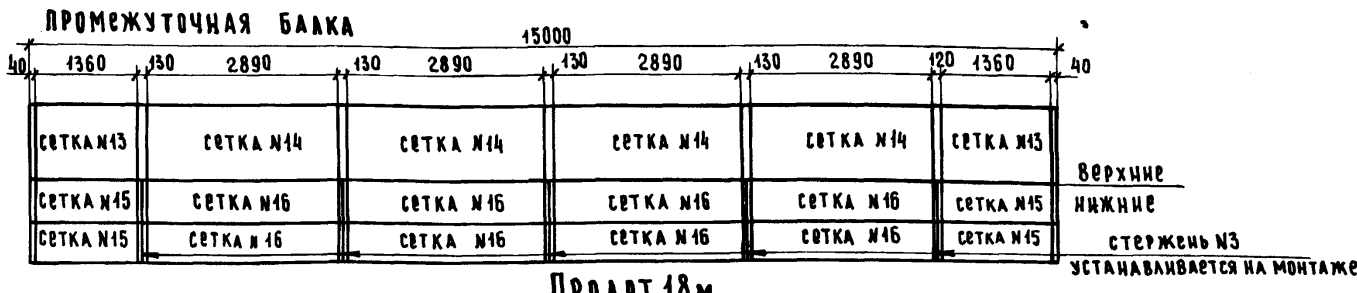 ПРОМЕЖУТОЧНАЯ БАЛКА
15000
40 1360 130 2890 130 2890 130 2890 130 2890 120 1360 40
СЕТКА N13 СЕТКА N14 СЕТКА N14 СЕТКА N14 СЕТКА N14 СЕТКА N13
ВЕРХНИЕ
СЕТКА N15 СЕТКА N16 СЕТКА N16 СЕТКА N16 СЕТКА N16 СЕТКА N15
НИЖНИЕ
СЕТКА N15 СЕТКА N16 СЕТКА N16 СЕТКА N16 СЕТКА N16 СЕТКА N15
СТЕРЖЕНЬ N3
УСТАНАВЛИВАЕТСЯ НА МОНТАЖЕ
ПРОЛЕТ 18М